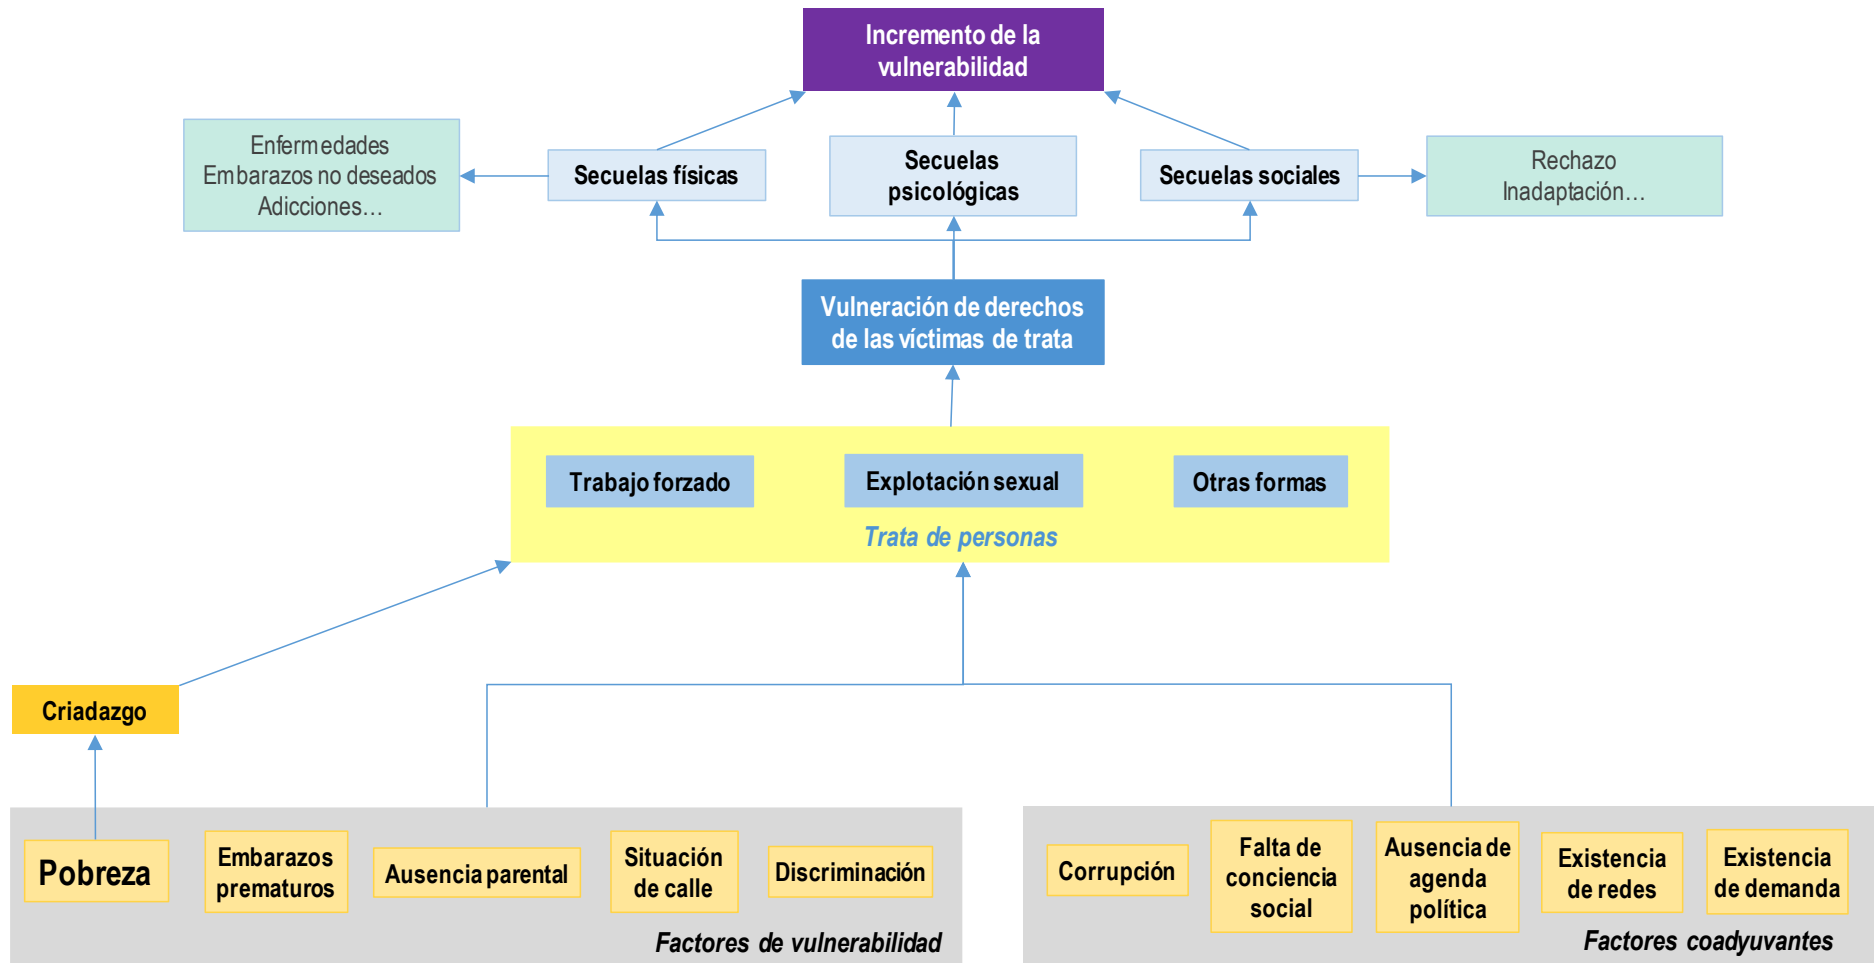 Incremento de la
vulnerabilidad
Enfermedades
Embarazos no deseados
Adicciones…
Secuelas físicas
Secuelas
psicológicas
Secuelas sociales
Rechazo
Inadaptación…
Vulneración de derechos
de las víctimas de trata
Trabajo forzado
Explotación sexual
Otras formas
Trata de personas
Criadazgo
Pobreza
Embarazos
prematuros
Ausencia parental
Situación
de calle
Discriminación
Factores de vulnerabilidad
Corrupción
Falta de
conciencia
social
Ausencia de
agenda
política
Existencia
de redes
Existencia
de demanda
Factores coadyuvantes